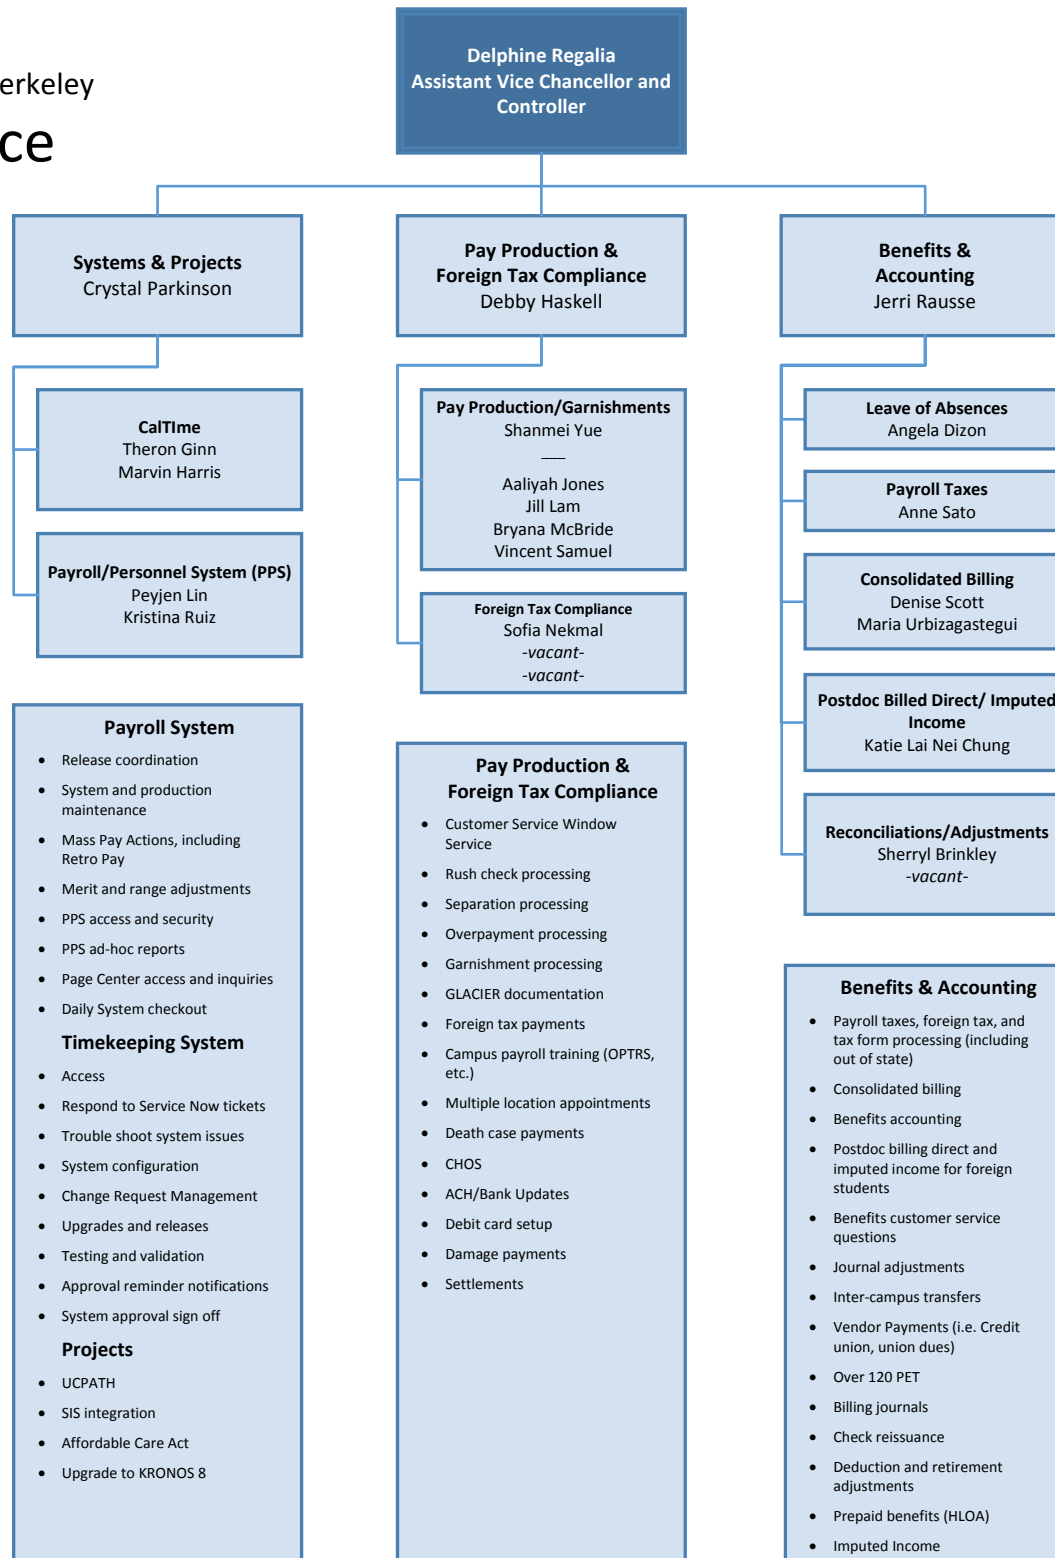 erkeley
ce
Delphine Regalia
Assistant Vice Chancellor and
Controller
Systems & Projects
Crystal Parkinson
CalTIme
Theron Ginn
Marvin Harris
Payroll/Personnel System (PPS)
Peyjen Lin
Kristina Ruiz
Payroll System
• Release coordination
• System and production
maintenance
• Mass Pay Actions, including
Retro Pay
• Merit and range adjustments
• PPS access and security
• PPS ad-hoc reports
• Page Center access and inquiries
• Daily System checkout
Timekeeping System
• Access
• Respond to Service Now tickets
• Trouble shoot system issues
• System configuration
• Change Request Management
• Upgrades and releases
• Testing and validation
• Approval reminder notifications
• System approval sign off
Projects
• UCPATH
• SIS integration
• Affordable Care Act
• Upgrade to KRONOS 8
Pay Production &
Foreign Tax Compliance
Debby Haskell
Pay Production/Garnishments
Shanmei Yue
___
Aaliyah Jones
Jill Lam
Bryana McBride
Vincent Samuel
Foreign Tax Compliance
Sofia Nekmal
-vacant-
-vacant-
Pay Production &
Foreign Tax Compliance
• Customer Service Window
Service
• Rush check processing
• Separation processing
• Overpayment processing
• Garnishment processing
• GLACIER documentation
• Foreign tax payments
• Campus payroll training (OPTRS,
etc.)
• Multiple location appointments
• Death case payments
• CHOS
• ACH/Bank Updates
• Debit card setup
• Damage payments
• Settlements
Benefits &
Accounting
Jerri Rausse
Leave of Absences
Angela Dizon
Payroll Taxes
Anne Sato
Consolidated Billing
Denise Scott
Maria Urbizagastegui
Postdoc Billed Direct/ Imputed
Income
Katie Lai Nei Chung
Reconciliations/Adjustments
Sherryl Brinkley
-vacant-
Benefits & Accounting
• Payroll taxes, foreign tax, and
tax form processing (including
out of state)
• Consolidated billing
• Benefits accounting
• Postdoc billing direct and
imputed income for foreign
students
• Benefits customer service
questions
• Journal adjustments
• Inter-campus transfers
• Vendor Payments (i.e. Credit
union, union dues)
• Over 120 PET
• Billing journals
• Check reissuance
• Deduction and retirement
adjustments
• Prepaid benefits (HLOA)
• Imputed Income